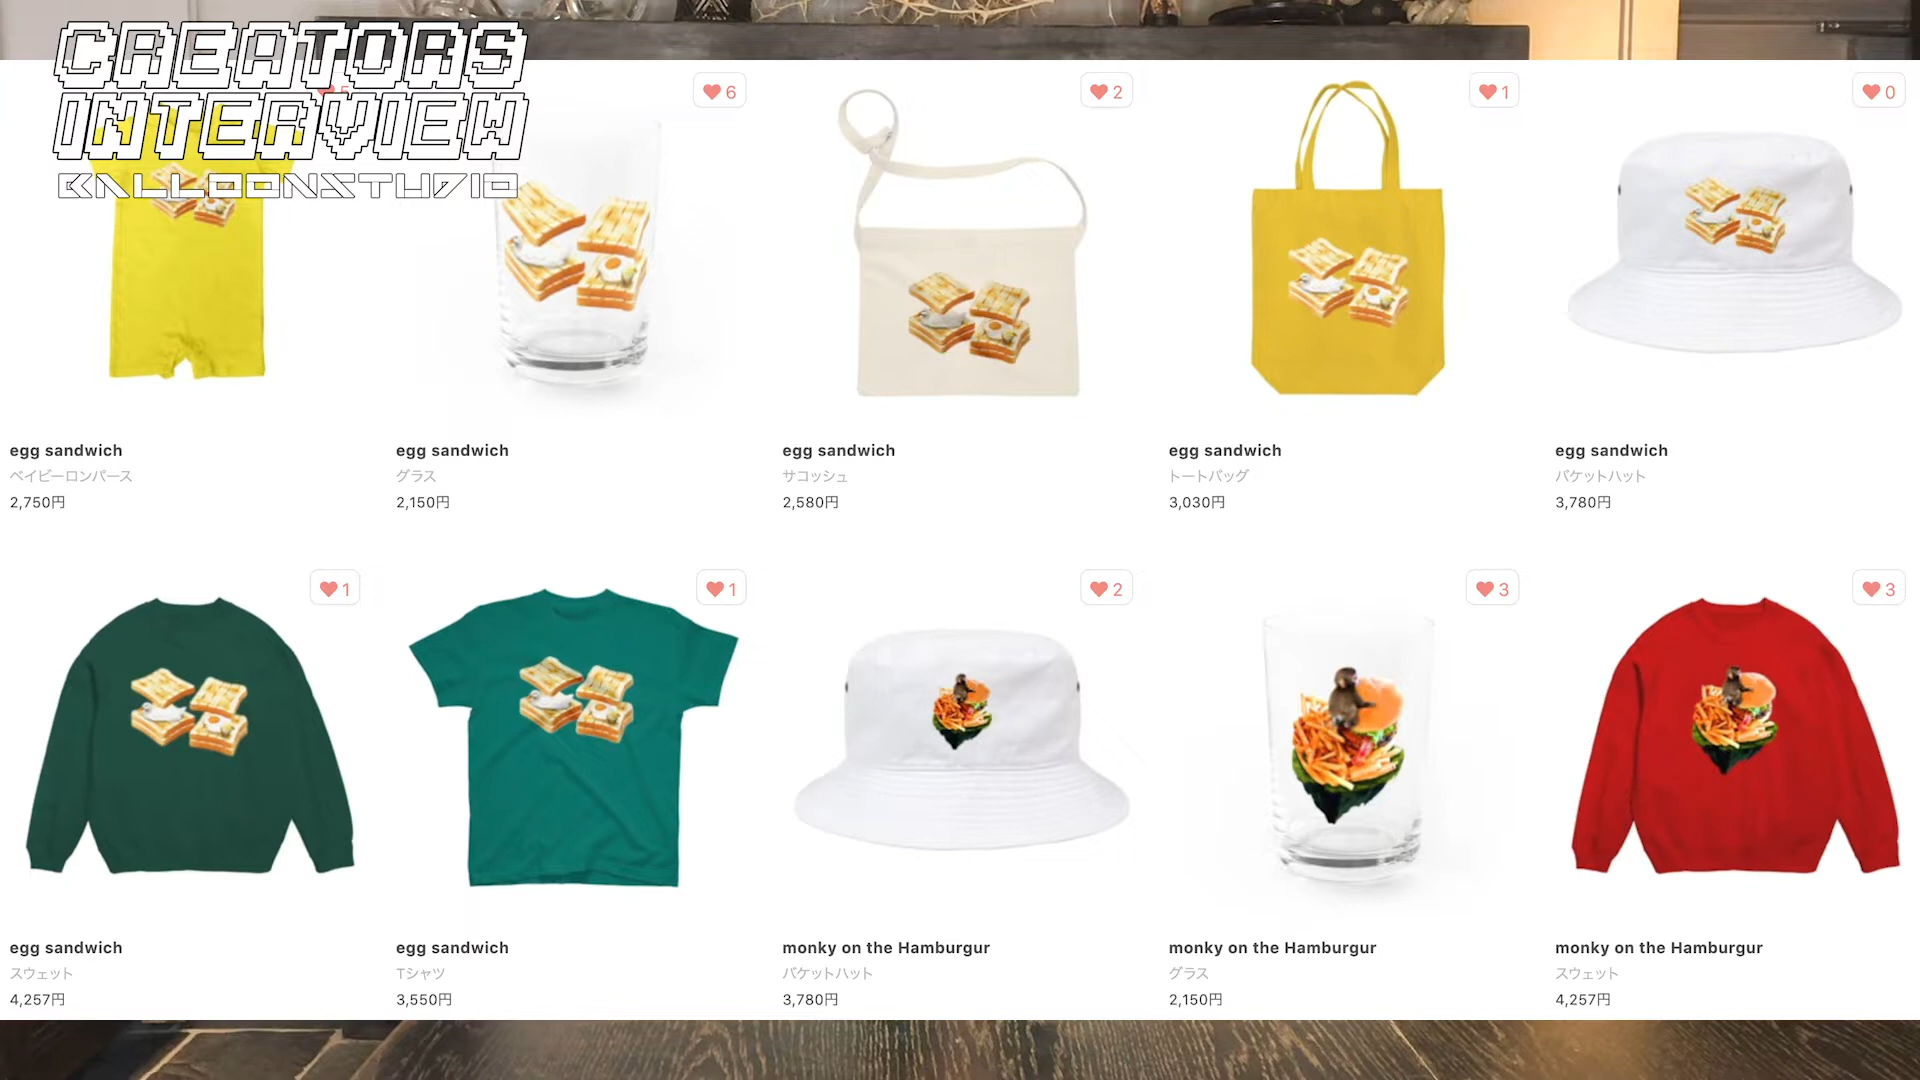 CREATORS
INTERVIEW
BALLOONSTUDIO
5
6
2
1
0
egg sandwich
ベイビーロンパース
2,750円
egg sandwich
グラス
2,150円
egg sandwich
サコッシュ
2,580円
egg sandwich
トートバッグ
3,030円
egg sandwich
バケットハット
3,780円
1
1
2
3
3
egg sandwich
スウェット
4,257円
egg sandwich
Tシャツ
3,550円
monky on the Hamburgur
バケットハット
3,780円
monky on the Hamburgur
グラス
2,150円
monky on the Hamburgur
スウェット
4,257円